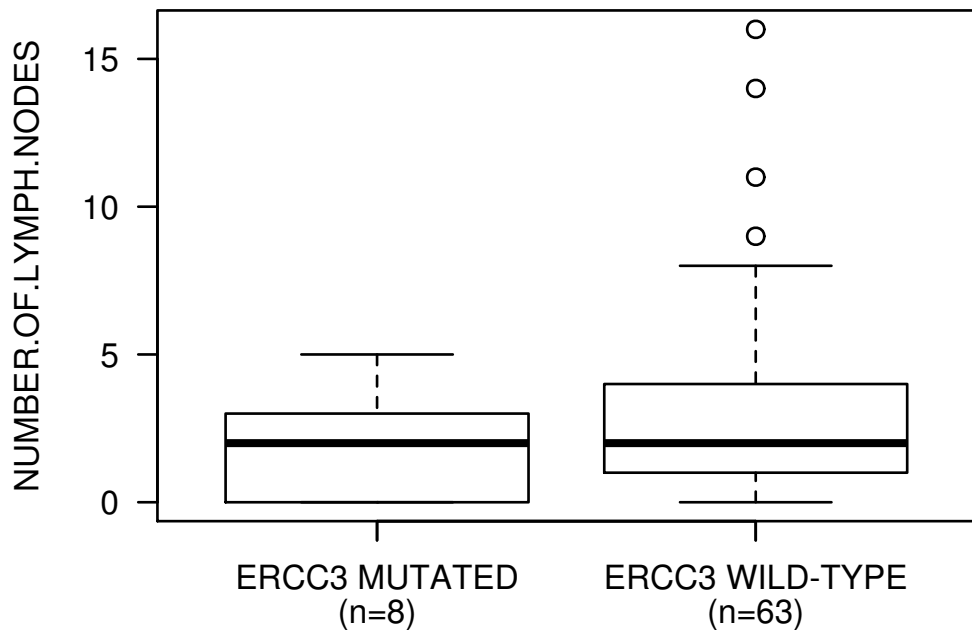 NUMBER.OF.LYMPH.NODES
15
10
5
0
ERCC3 MUTATED
(n=8)
ERCC3 WILD-TYPE
(n=63)